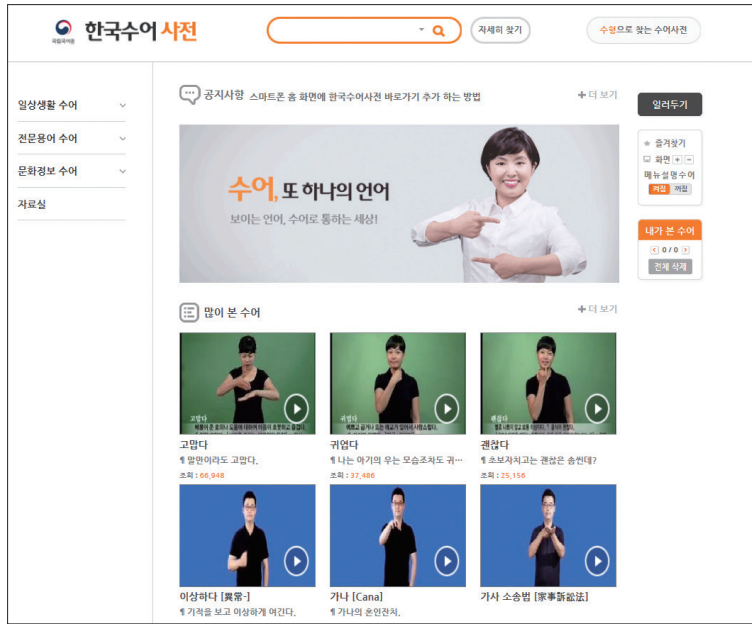 국립국어원
한국수어 사전
자세히 찾기
수형으로 찾는 수어사전
일상생활 수어
전문용어 수어
문화정보 수어
자료실
공지사항 스마트폰 홈 화면에 한국수어사전 바로가기 추가 하는 방법
+ 더 보기
수어, 또 하나의 언어
보이는 언어, 수어로 통하는 세상!
일러두기
즐겨찾기
화면 + -
메뉴설명수어
켜짐 꺼짐
내가 본 수어
0 / 0
전체 삭제
많이 본 수어
+ 더 보기
고맙다
귀엽다
괜찮다
고맙다
¶ 말만이라도 고맙다.
조회 : 66,948
귀엽다
¶ 나는 아기의 우는 모습조차도 귀…
조회 : 37,486
괜찮다
¶ 초보자치고는 괜찮은 솜씬데?
조회 : 25,156
이상하다 [異常-]
¶ 기적을 보고 이상하게 여긴다.
가나 [Cana]
¶ 가나의 혼인잔치.
가사 소송법 [家事訴訟法]